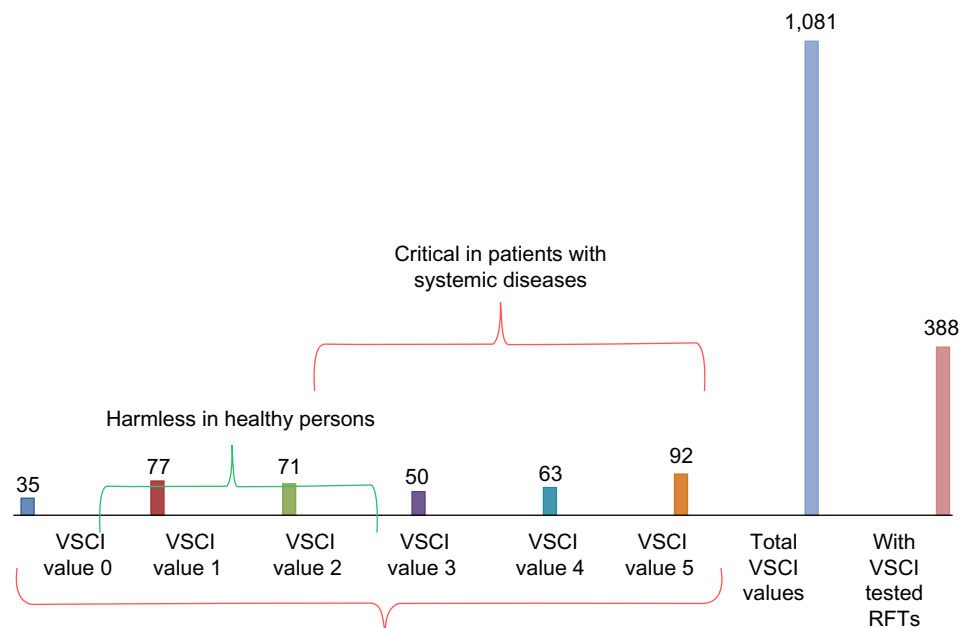 1,081
388
Critical in patients with
systemic diseases
Harmless in healthy persons
35
77
71
50
63
92
VSCI
value 0
VSCI
value 1
VSCI
value 2
VSCI
value 3
VSCI
value 4
VSCI
value 5
Total
VSCI
values
With
VSCI
tested
RFTs